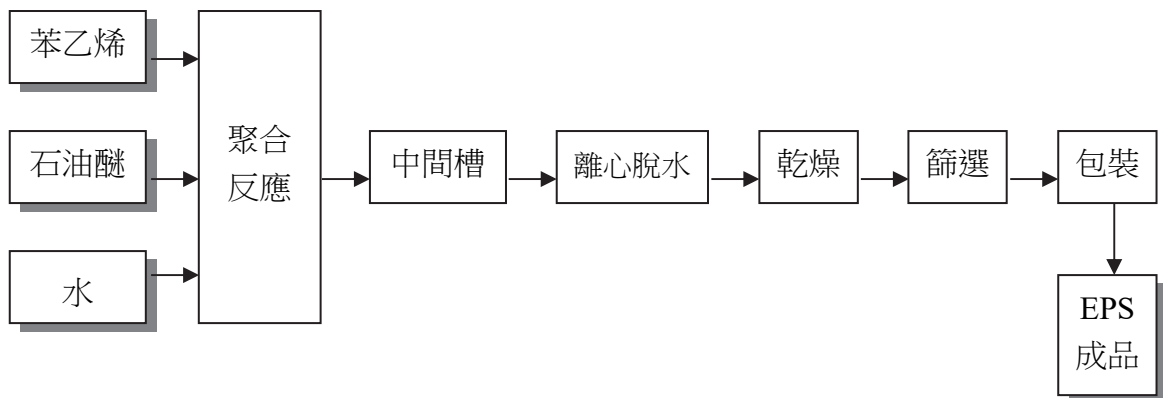 苯乙烯
石油醚
水
聚合
反應
中間槽
離心脫水
乾燥
篩選
包裝
EPS
成品